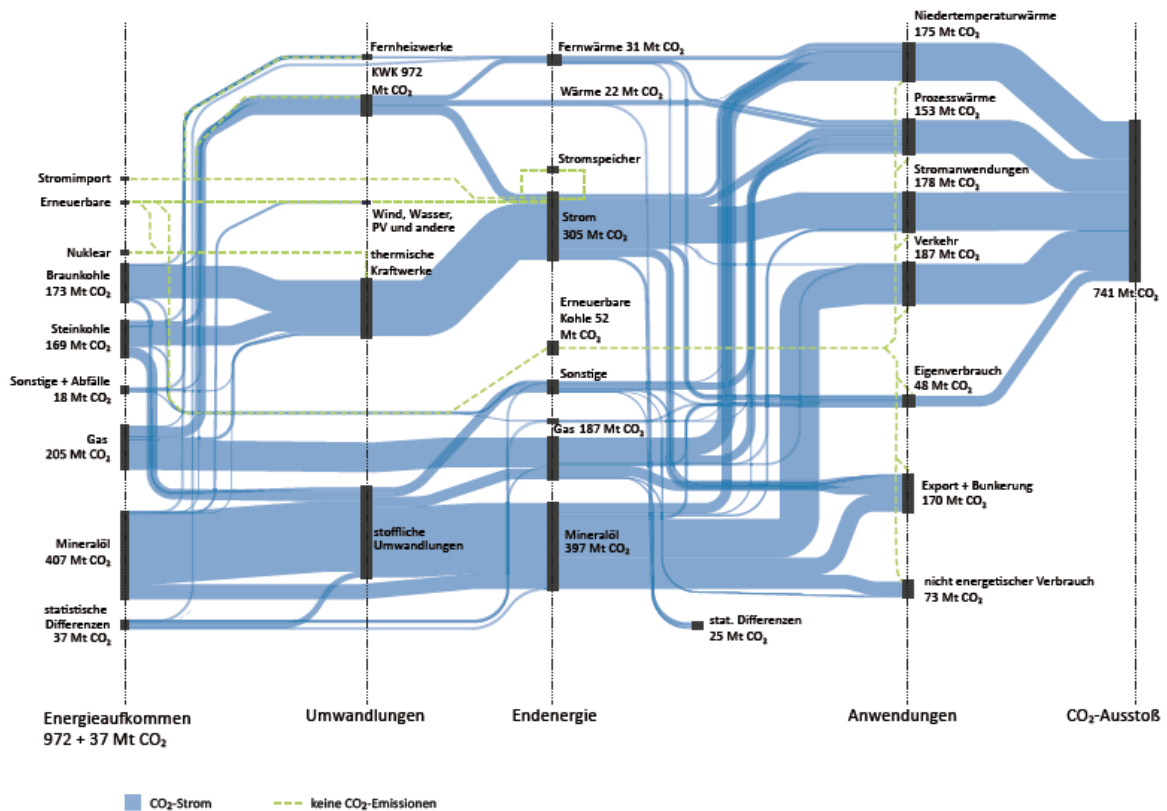 Niedertemperaturwärme
175 Mt CO₂
Fernheizwerke
Fernwärme 31 Mt CO₂
KWK 972
Mt CO₂
Wärme 22 Mt CO₂
Prozesswärme
153 Mt CO₂
Stromspeicher
Stromimport
Stromanwendungen
178 Mt CO₂
Erneuerbare
Wind, Wasser,
PV und andere
Strom
305 Mt CO₂
Nuklear
thermische
Kraftwerke
Verkehr
187 Mt CO₂
Braunkohle
173 Mt CO₂
741 Mt CO₂
Erneuerbare
Kohle 52
Mt CO₂
Steinkohle
169 Mt CO₂
Sonstige
Eigenverbrauch
48 Mt CO₂
Sonstige + Abfälle
18 Mt CO₂
Gas 187 Mt CO₂
Gas
205 Mt CO₂
Export + Bunkerung
170 Mt CO₂
stoffliche
Umwandlungen
Mineralöl
397 Mt CO₂
Mineralöl
407 Mt CO₂
nicht energetischer Verbrauch
73 Mt CO₂
statistische
Differenzen
37 Mt CO₂
stat. Differenzen
25 Mt CO₂
Energieaufkommen
972 + 37 Mt CO₂
Umwandlungen
Endenergie
Anwendungen
CO₂-Ausstoß
CO₂-Strom
keine CO₂-Emissionen